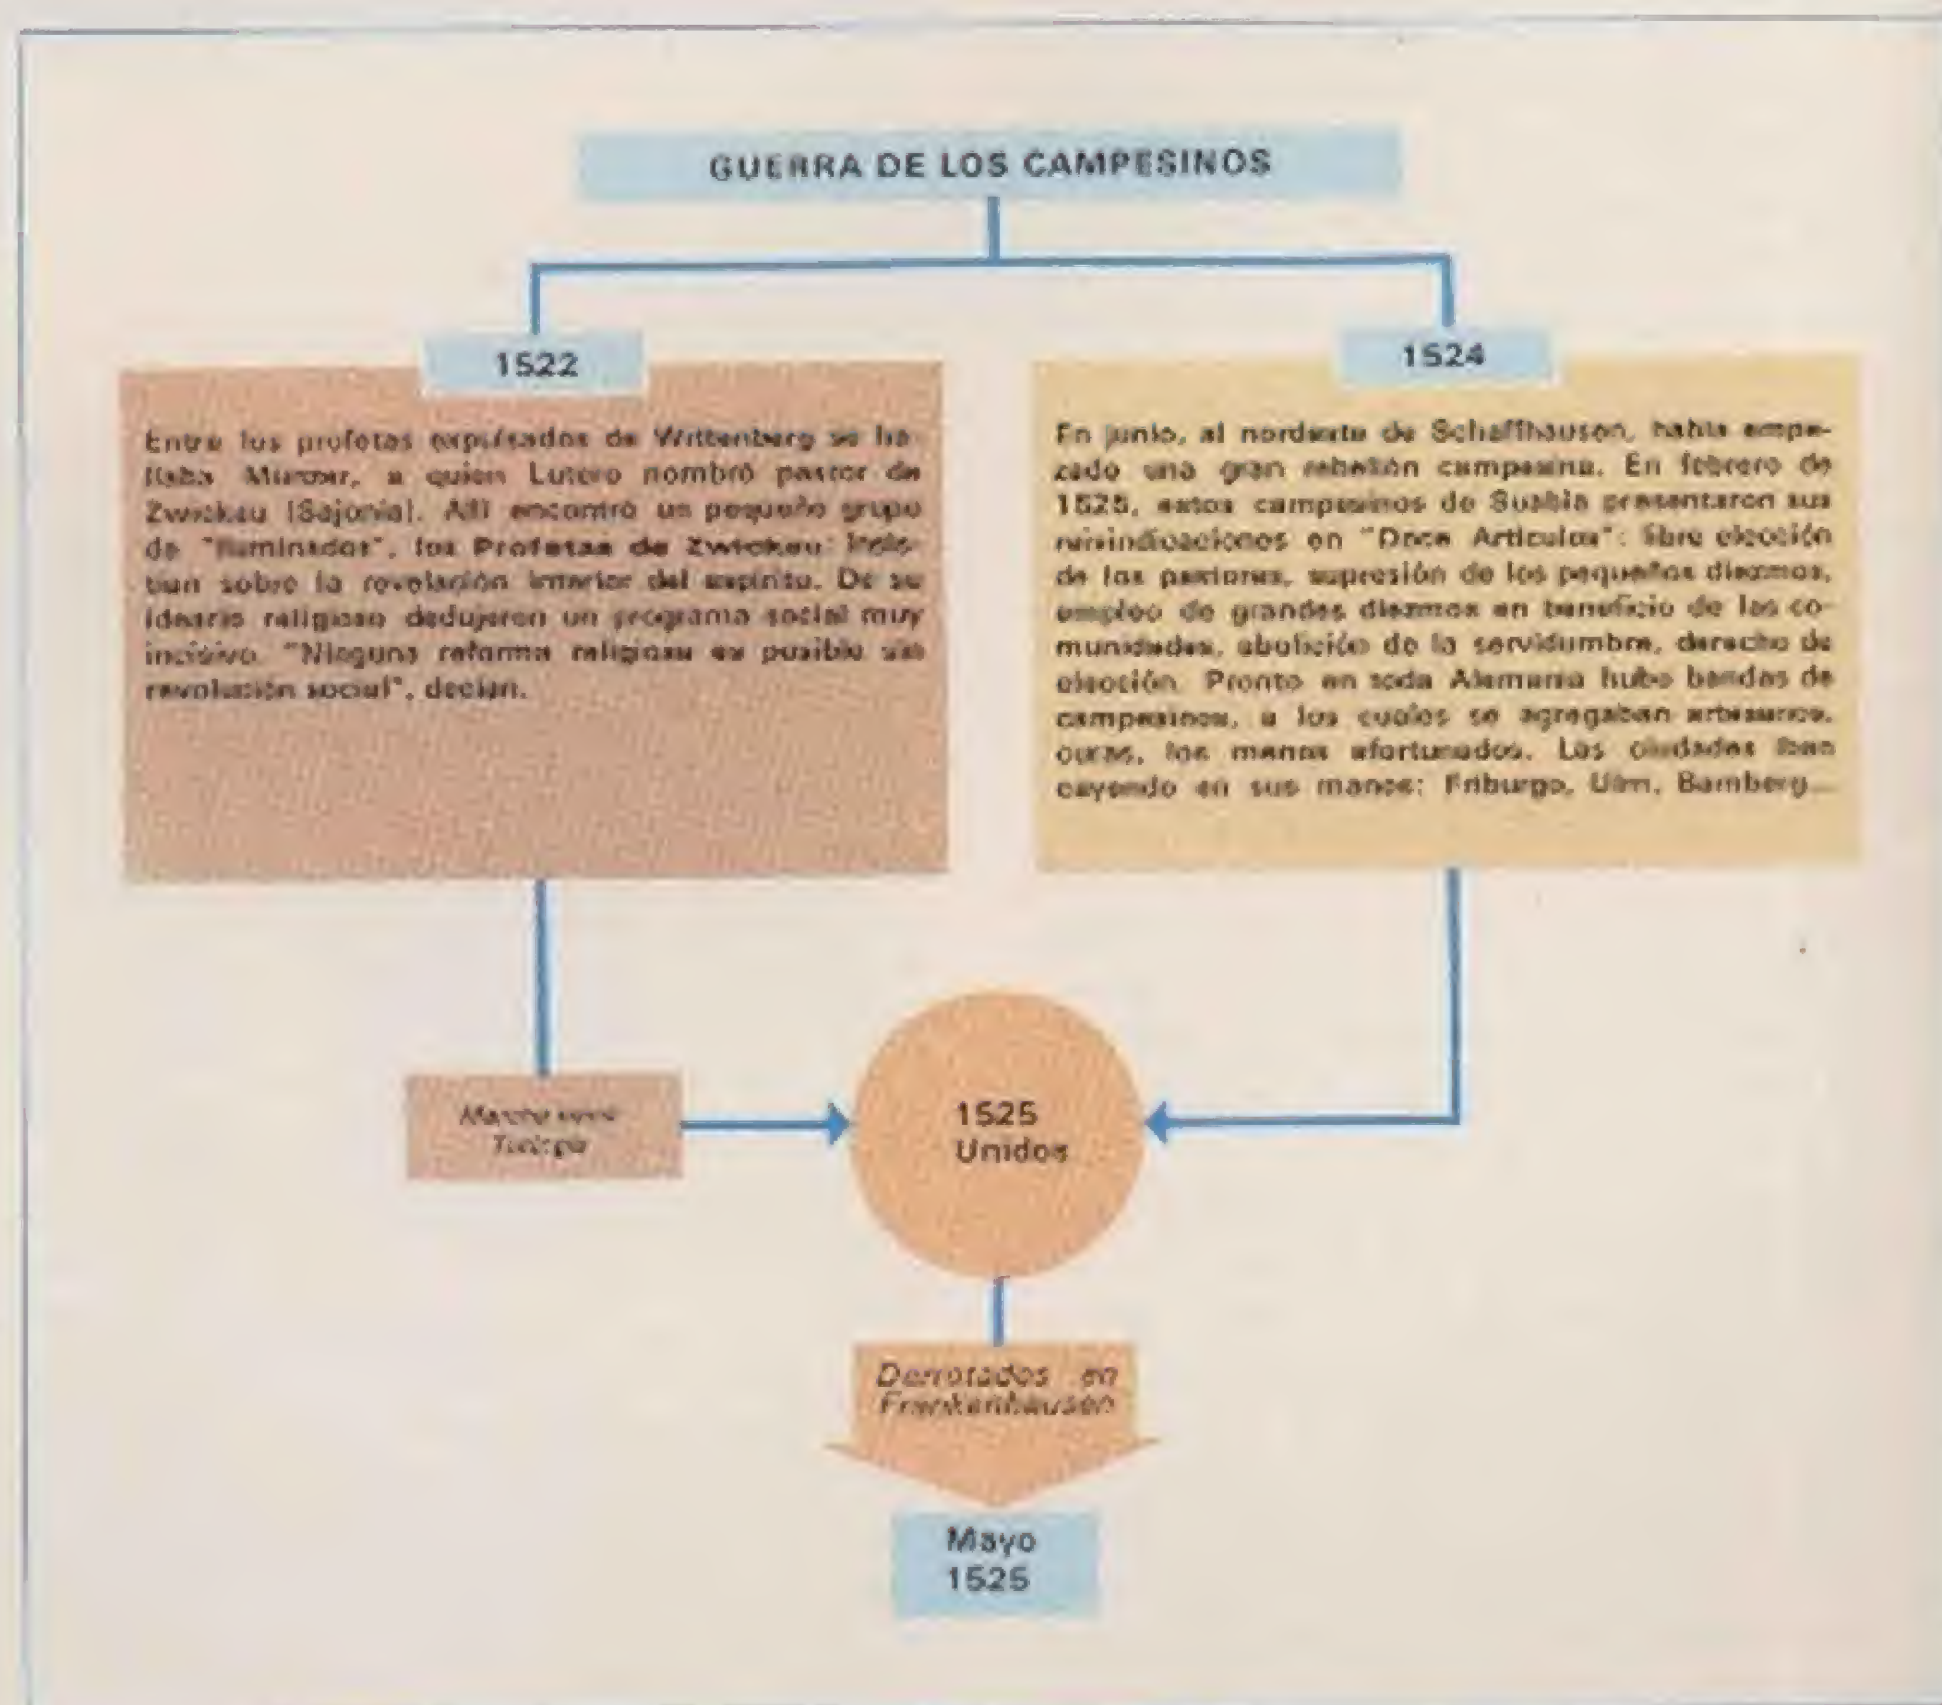 GUERRA DE LOS CAMPESINOS
1522
Entre los profetas expulsados de Wittenberg se ha-
llaba Münzer, a quien Lutero nombró pastor de
Zwickau (Sajonia). Allí encontró un pequeño grupo
de "iluminados", los Profetas de Zwickau: Insis-
tían sobre la revelación interior del espíritu. De su
ideario religioso dedujeron un programa social muy
incisivo. "Ninguna reforma religiosa es posible sin
revolución social", decían.
1524
En junio, al nordeste de Schaffhausen, había empe-
zado una gran rebelión campesina. En febrero de
1525, estos campesinos de Suabia presentaron sus
reivindicaciones en "Doce Artículos": libre elección
de los pastores, supresión de los pequeños diezmos,
empleo de grandes diezmos en beneficio de las co-
munidades, abolición de la servidumbre, derecho de
elección. Pronto en toda Alemania hubo bandas de
campesinos, a los cuales se agregaban artesanos,
curas, los menos afortunados. Las ciudades iban
cayendo en sus manos: Friburgo, Ulm, Bamberg...
Marcha
1525
Unidos
Derrotados en
Frankenhausen
Mayo
1525